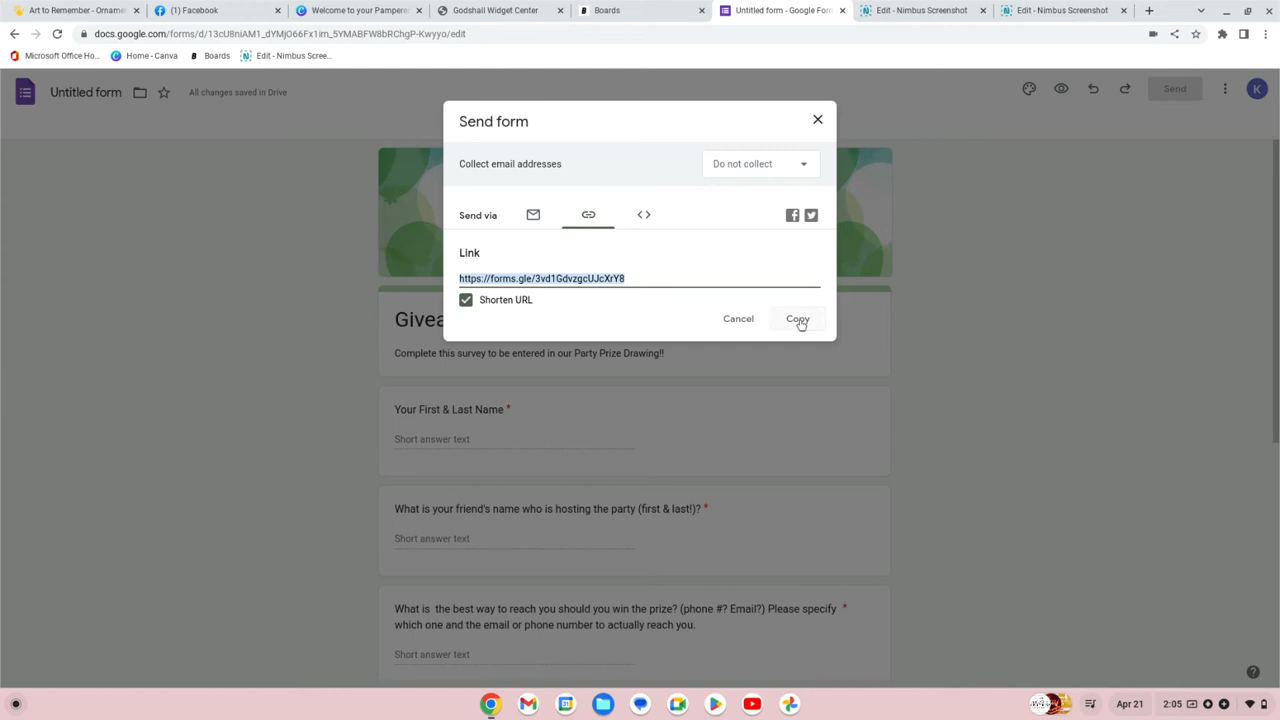 Art to Remember - Orname
(1) Facebook
Welcome to your Pampere
Godshall Widget Center
Boards
Untitled form - Google Form
Edit - Nimbus Screenshot
Edit - Nimbus Screenshot
docs.google.com/forms/d/13cU8niAM1_dYMjO66Fx1im_5YMABFW8bRChgP-Kwyyo/edit
Microsoft Office Ho...
Home - Canva
Boards
Edit - Nimbus Scree...
Untitled form
All changes saved in Drive
Send
K
Send form
Collect email addresses
Do not collect
Send via
Link
https://forms.gle/3vd1GdvzgcUJcXrY8
Shorten URL
Cancel
Copy
Givea
Complete this survey to be entered in our Party Prize Drawing!!
Your First & Last Name *
Short answer text
What is your friend's name who is hosting the party (first & last!)? *
Short answer text
What is the best way to reach you should you win the prize? (phone #? Email?) Please specify *
which one and the email or phone number to actually reach you.
Short answer text
Apr 21
2:05